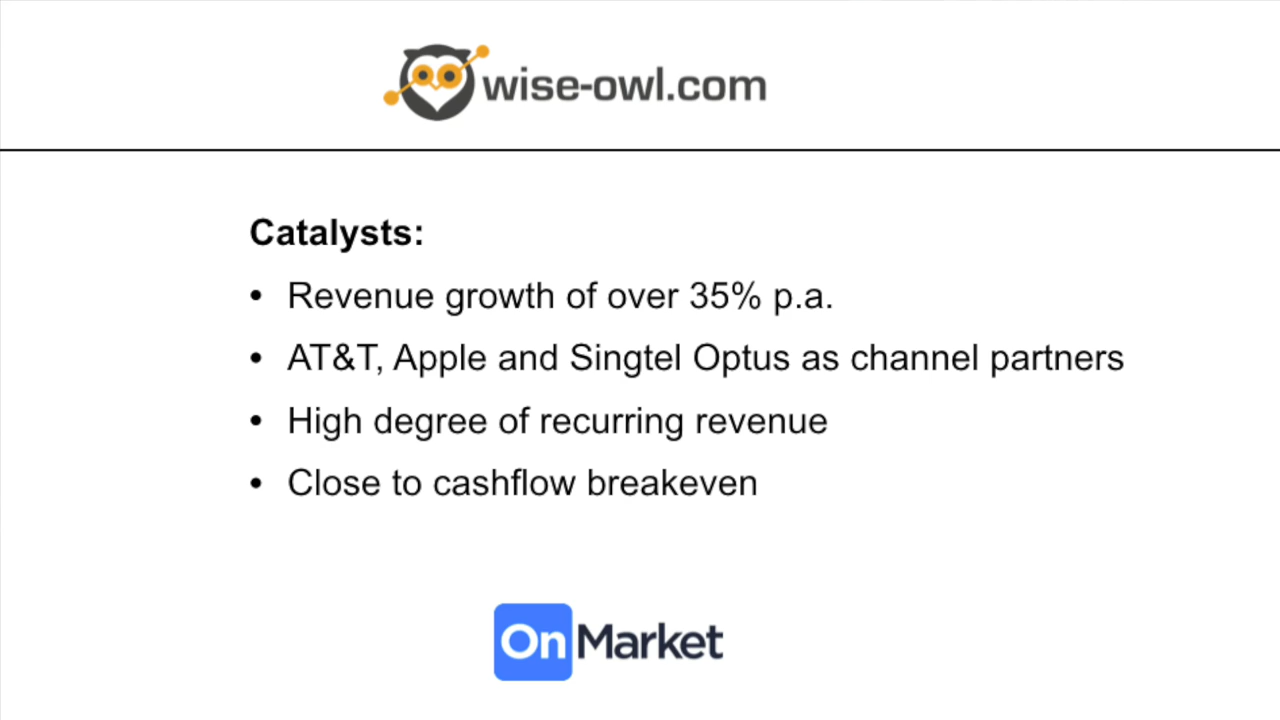 wise-owl.com
Catalysts:
• Revenue growth of over 35% p.a.
• AT&T, Apple and Singtel Optus as channel partners
• High degree of recurring revenue
• Close to cashflow breakeven
OnMarket